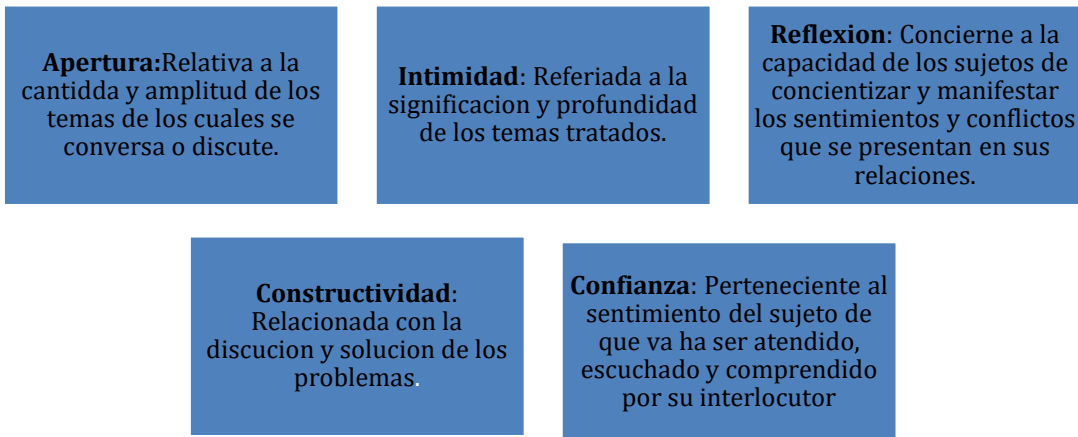 Apertura:Relativa a la
cantidda y amplitud de los
temas de los cuales se
conversa o discute.
Intimidad: Referiada a la
significacion y profundidad
de los temas tratados.
Reflexion: Concierne a la
capacidad de los sujetos de
concientizar y manifestar
los sentimientos y conflictos
que se presentan en sus
relaciones.
Constructividad:
Relacionada con la
discucion y solucion de los
problemas.
Confianza: Perteneciente al
sentimiento del sujeto de
que va ha ser atendido,
escuchado y comprendido
por su interlocutor